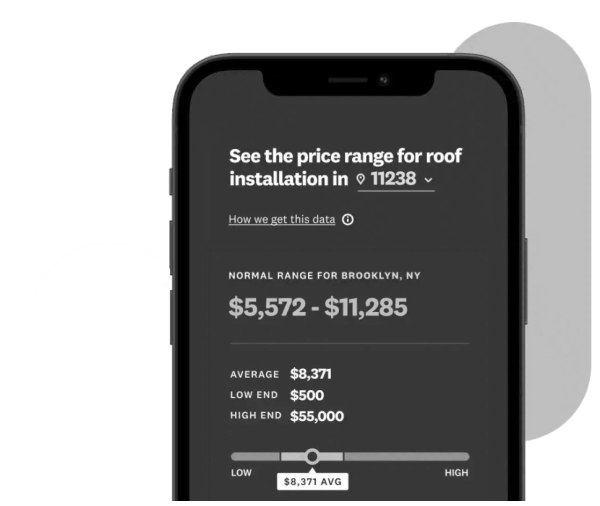 See the price range for roof
installation in 11238
How we get this data
NORMAL RANGE FOR BROOKLYN, NY
$5,572 - $11,285
AVERAGE $8,371
LOW END $500
HIGH END $55,000
LOW HIGH
$8,371 AVG